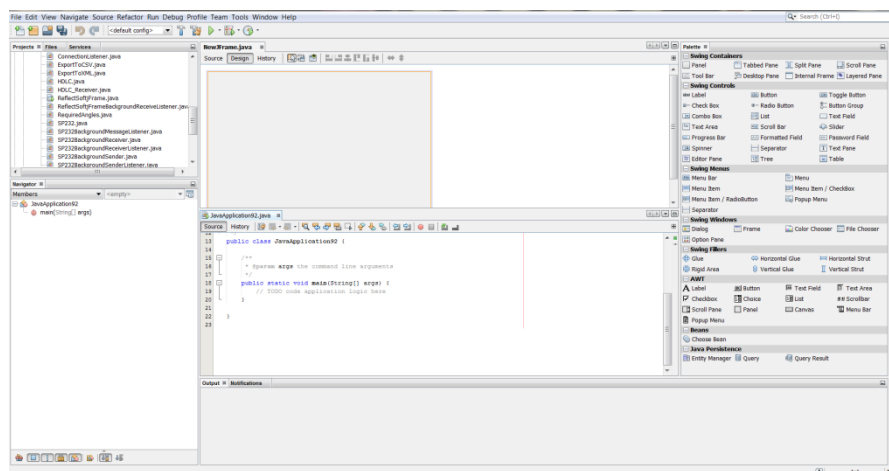 File Edit View Navigate Source Refactor Run Debug Profile Team Tools Window Help
Search (Ctrl+I)
<default config>
Projects Files Services
ConnectionListener.java
ExportToCSV.java
ExportToXML.java
HDLC.java
HDLC_Receiver.java
ReflectSoftJFrame.java
ReflectSoftJFrameBackgroundReceiveListener.jav
RequiredAngles.java
SP232.java
SP232BackgroundMessageListener.java
SP232BackgroundReceiver.java
SP232BackgroundReceiverListener.java
SP232BackgroundSender.java
SP232BackgroundSenderListener.java
Navigator
Members <empty>
JavaApplication92
main(String[] args)
NewJFrame.java
Source Design History
JavaApplication92.java
Source History
12
13 public class JavaApplication92 {
14
15 /**
16 * @param args the command line arguments
17 */
18 public static void main(String[] args) {
19 // TODO code application logic here
20 }
21
22 }
23
Output Notifications
Palette
Swing Containers
Panel Tabbed Pane Split Pane Scroll Pane
Tool Bar Desktop Pane Internal Frame Layered Pane
Swing Controls
Label Button Toggle Button
Check Box Radio Button Button Group
Combo Box List Text Field
Text Area Scroll Bar Slider
Progress Bar Formatted Field Password Field
Spinner Separator Text Pane
Editor Pane Tree Table
Swing Menus
Menu Bar Menu
Menu Item Menu Item / Checkbox
Menu Item / RadioButton Popup Menu
Separator
Swing Windows
Dialog Frame Color Chooser File Chooser
Option Pane
Swing Fillers
Glue Horizontal Glue Horizontal Strut
Rigid Area Vertical Glue Vertical Strut
AWT
Label Button Text Field Text Area
Checkbox Choice List Scrollbar
Scroll Pane Panel Canvas Menu Bar
Popup Menu
Beans
Choose Bean
Java Persistence
Entity Manager Query Query Result